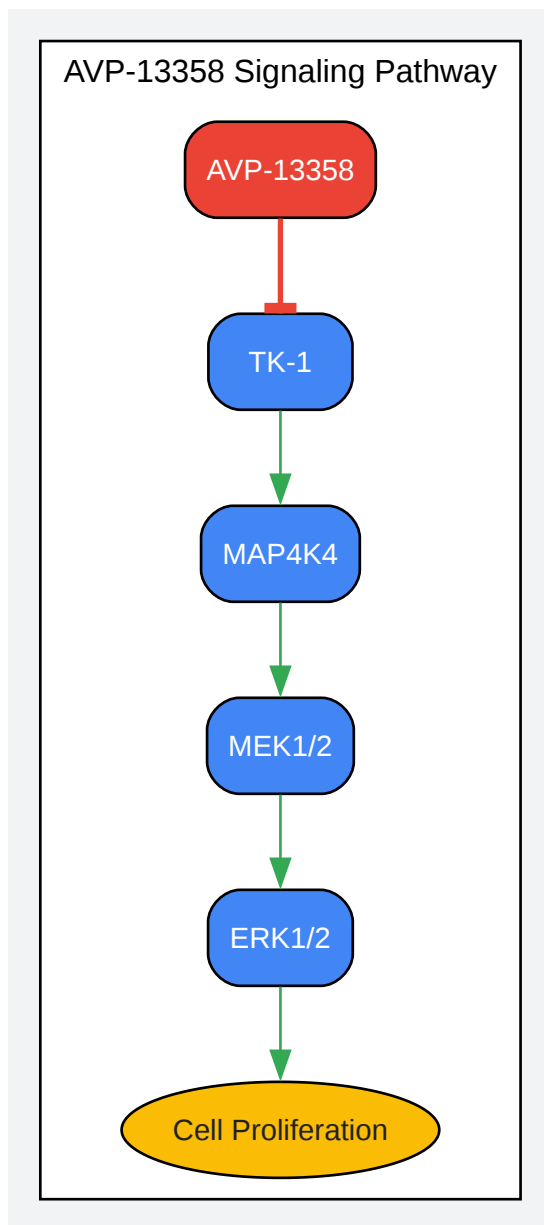 AVP-13358 Signaling Pathway
AVP-13358
TK-1
MAP4K4
MEK1/2
ERK1/2
Cell Proliferation